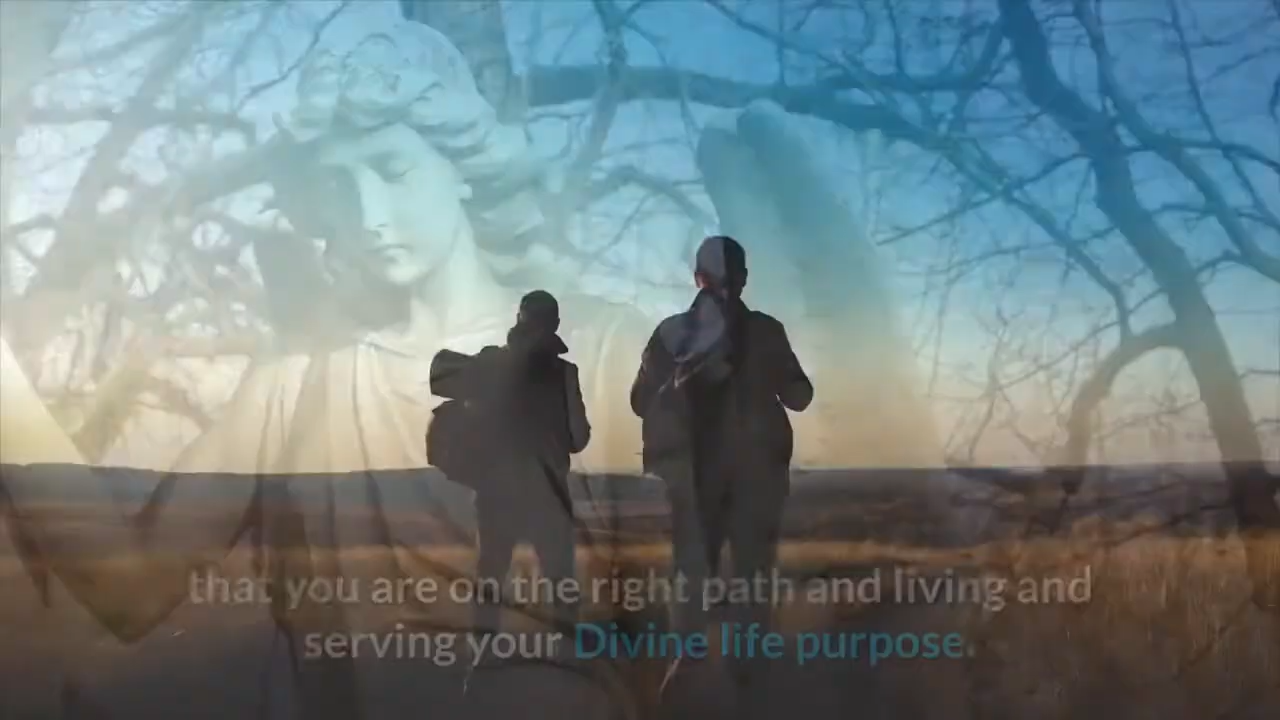 that you are on the right path and living and
serving your Divine life purpose.